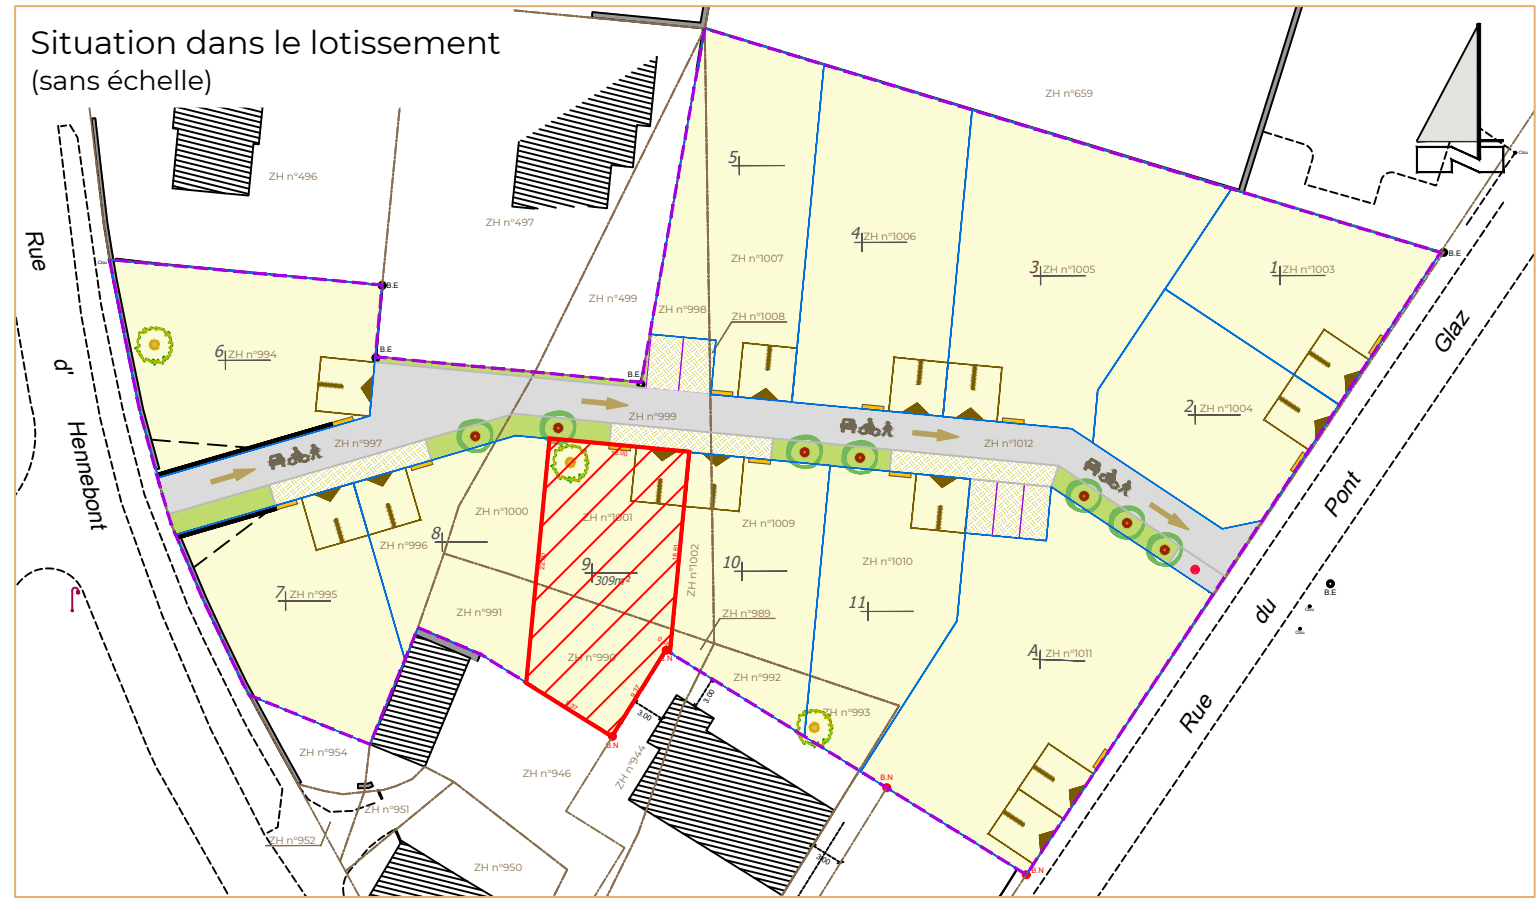 Situation dans le lotissement
(sans échelle)
ZH n°659
ZH n°496
ZH n°497
ZH n°499
5
ZH n°1007
4 ZH n°1006
3 ZH n°1005
1 ZH n°1003
B.E
Rue
d'
Hennebont
B.E
B.E
B.E
ZH n°998
ZH n°1008
6 ZH n°994
2 ZH n°1004
ZH n°997
ZH n°999
ZH n°1012
Rue
du
Pont
Glaz
B.E
8
ZH n°1000
ZH n°996
ZH n°1001
ZH n°1002
ZH n°1009
ZH n°1010
9
309m²
10
11
7 ZH n°995
ZH n°991
ZH n°990
ZH n°989
ZH n°992
ZH n°993
A ZH n°1011
B.N
B.N
B.N
B.N
3.00
3.00
3.00
ZH n°954
ZH n°946
ZH n°944
ZH n°951
ZH n°952
ZH n°950